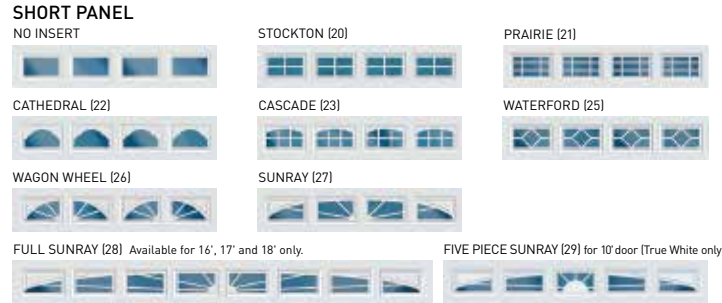 SHORT PANEL
NO INSERT
STOCKTON (20)
PRAIRIE (21)
CATHEDRAL (22)
CASCADE (23)
WATERFORD (25)
WAGON WHEEL (26)
SUNRAY (27)
FULL SUNRAY (28) Available for 16', 17' and 18' only.
FIVE PIECE SUNRAY (29) for 10' door (True White only